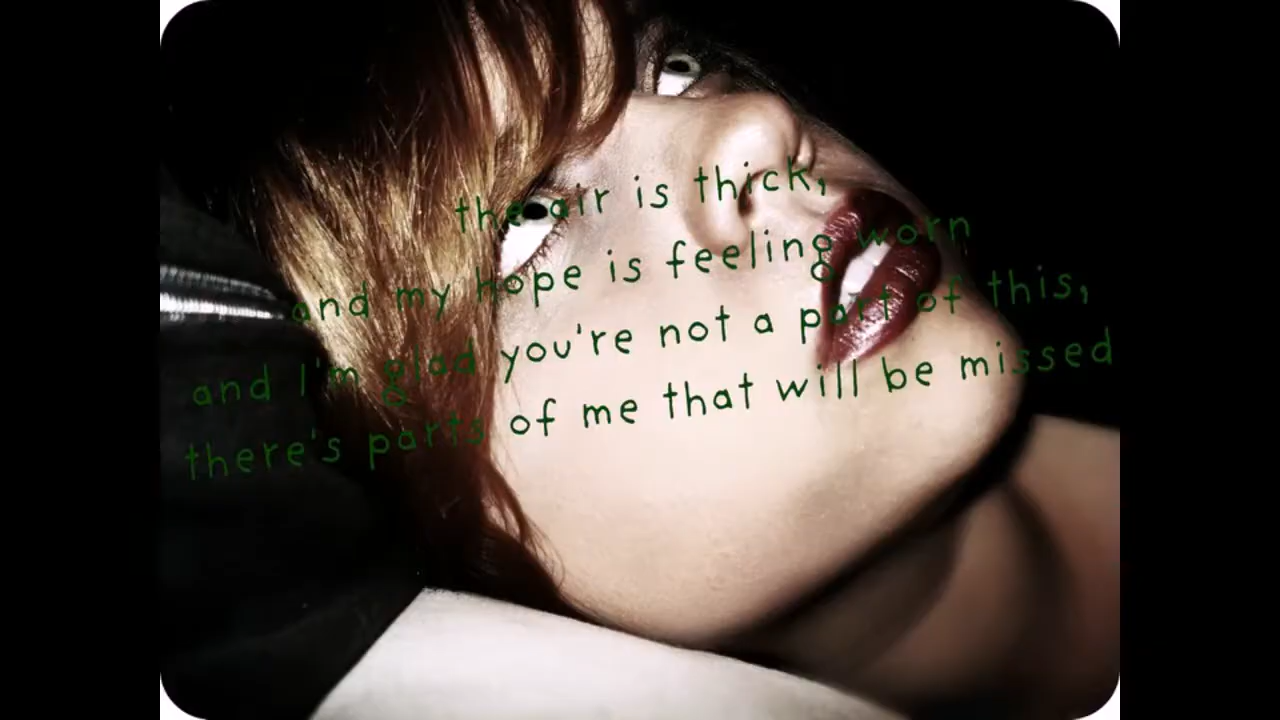 the air is thick,
and my hope is feeling worn
and I'm glad you're not a part of this,
there's parts of me that will be missed